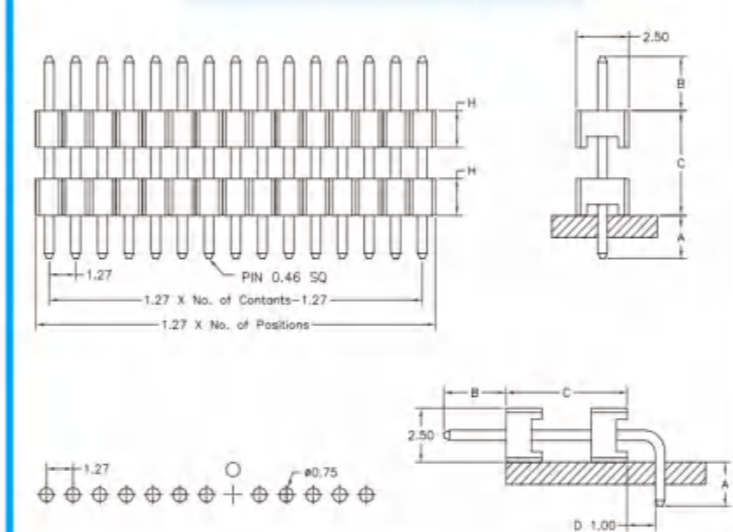 2.50
B
H
C
H
A
1.27
PIN 0.46 SQ
1.27 X No. of Contants-1.27
1.27 X No. of Positions
B
C
2.50
1.27
ø0.75
A
D 1.00